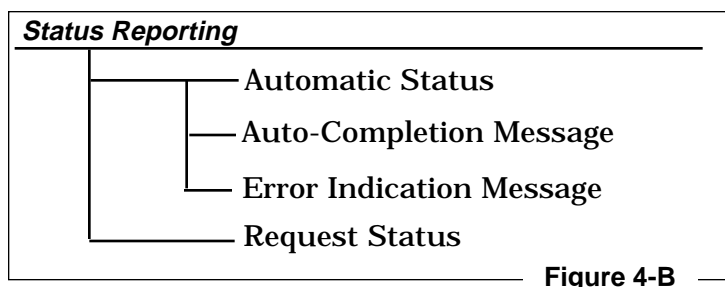 Status Reporting
Automatic Status
Auto-Completion Message
Error Indication Message
Request Status
Figure 4-B